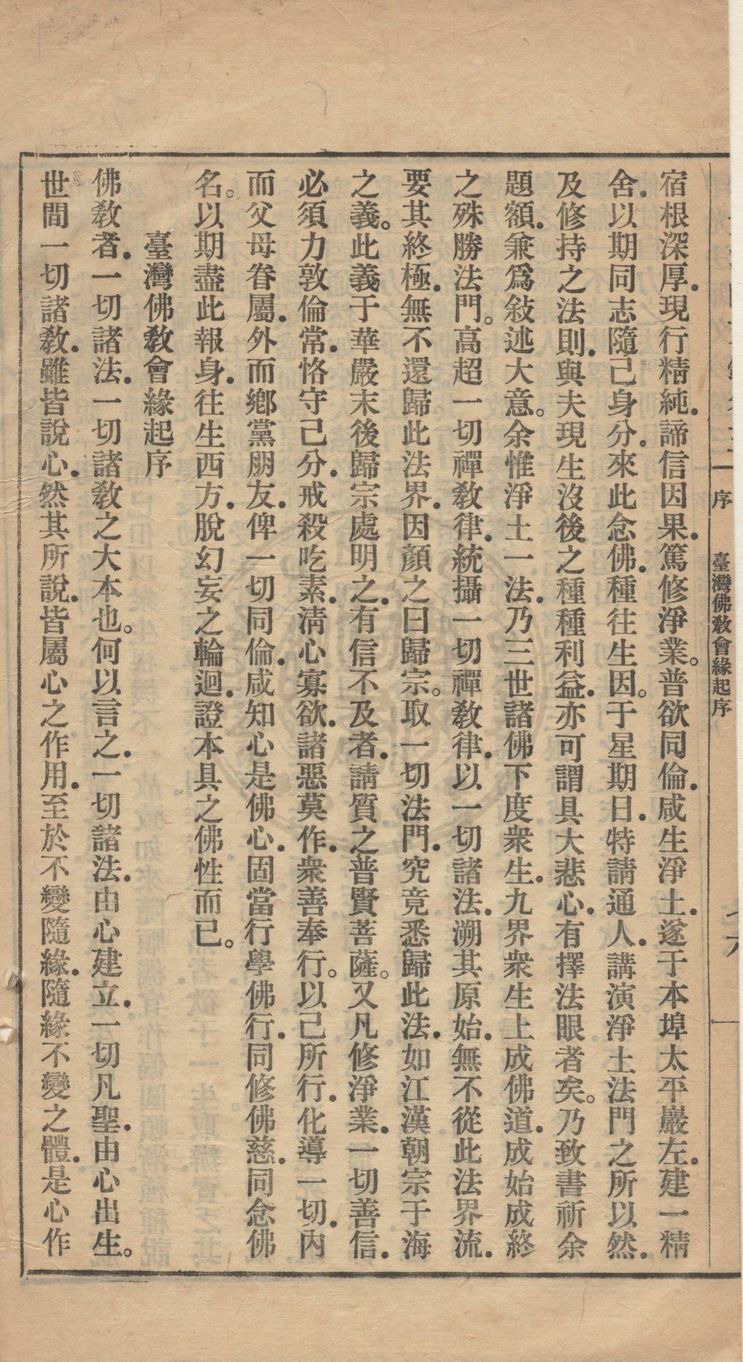 序　臺灣佛敎會緣起序
宿根深厚。現行精純。諦信因果。篤修淨業。普欲同倫。咸生淨土。遂于本埠太平巖左。建一精
舍。以期同志隨己身分。來此念佛。種往生因。于星期日。特請通人。講演淨土法門之所以然。
及修持之法則。與夫現生沒後之種種利益。亦可謂具大悲心。有擇法眼者矣。乃致書祈余
題額。兼爲敍述大意。余惟淨土一法。乃三世諸佛下度衆生。九界衆生上成佛道。成始成終
之殊勝法門。高超一切禪敎律。統攝一切禪敎律。以一切諸法。溯其原始。無不從此法界流。
要其終極。無不還歸此法界。因顏之曰歸宗。取一切法門。究竟悉歸此法。如江漢朝宗于海
之義。此義于華嚴末後歸宗處明之。有信不及者。請質之普賢菩薩。又凡修淨業。一切善信。
必須力敦倫常。恪守己分。戒殺吃素。淸心寡欲。諸惡莫作。衆善奉行。以己所行。化導一切。內
而父母眷屬。外而鄉黨朋友。俾一切同倫。咸知心是佛心。固當行學佛行。同修佛慈。同念佛
名。以期盡此報身。往生西方。脫幻妄之輪迴。證本具之佛性而已。
臺灣佛敎會緣起序
佛敎者。一切諸法。一切諸敎之大本也。何以言之。一切諸法。由心建立。一切凡聖。由心出生。
世間一切諸敎。雖皆說心。然其所說。皆屬心之作用。至於不變隨緣。隨緣不變之體。是心作